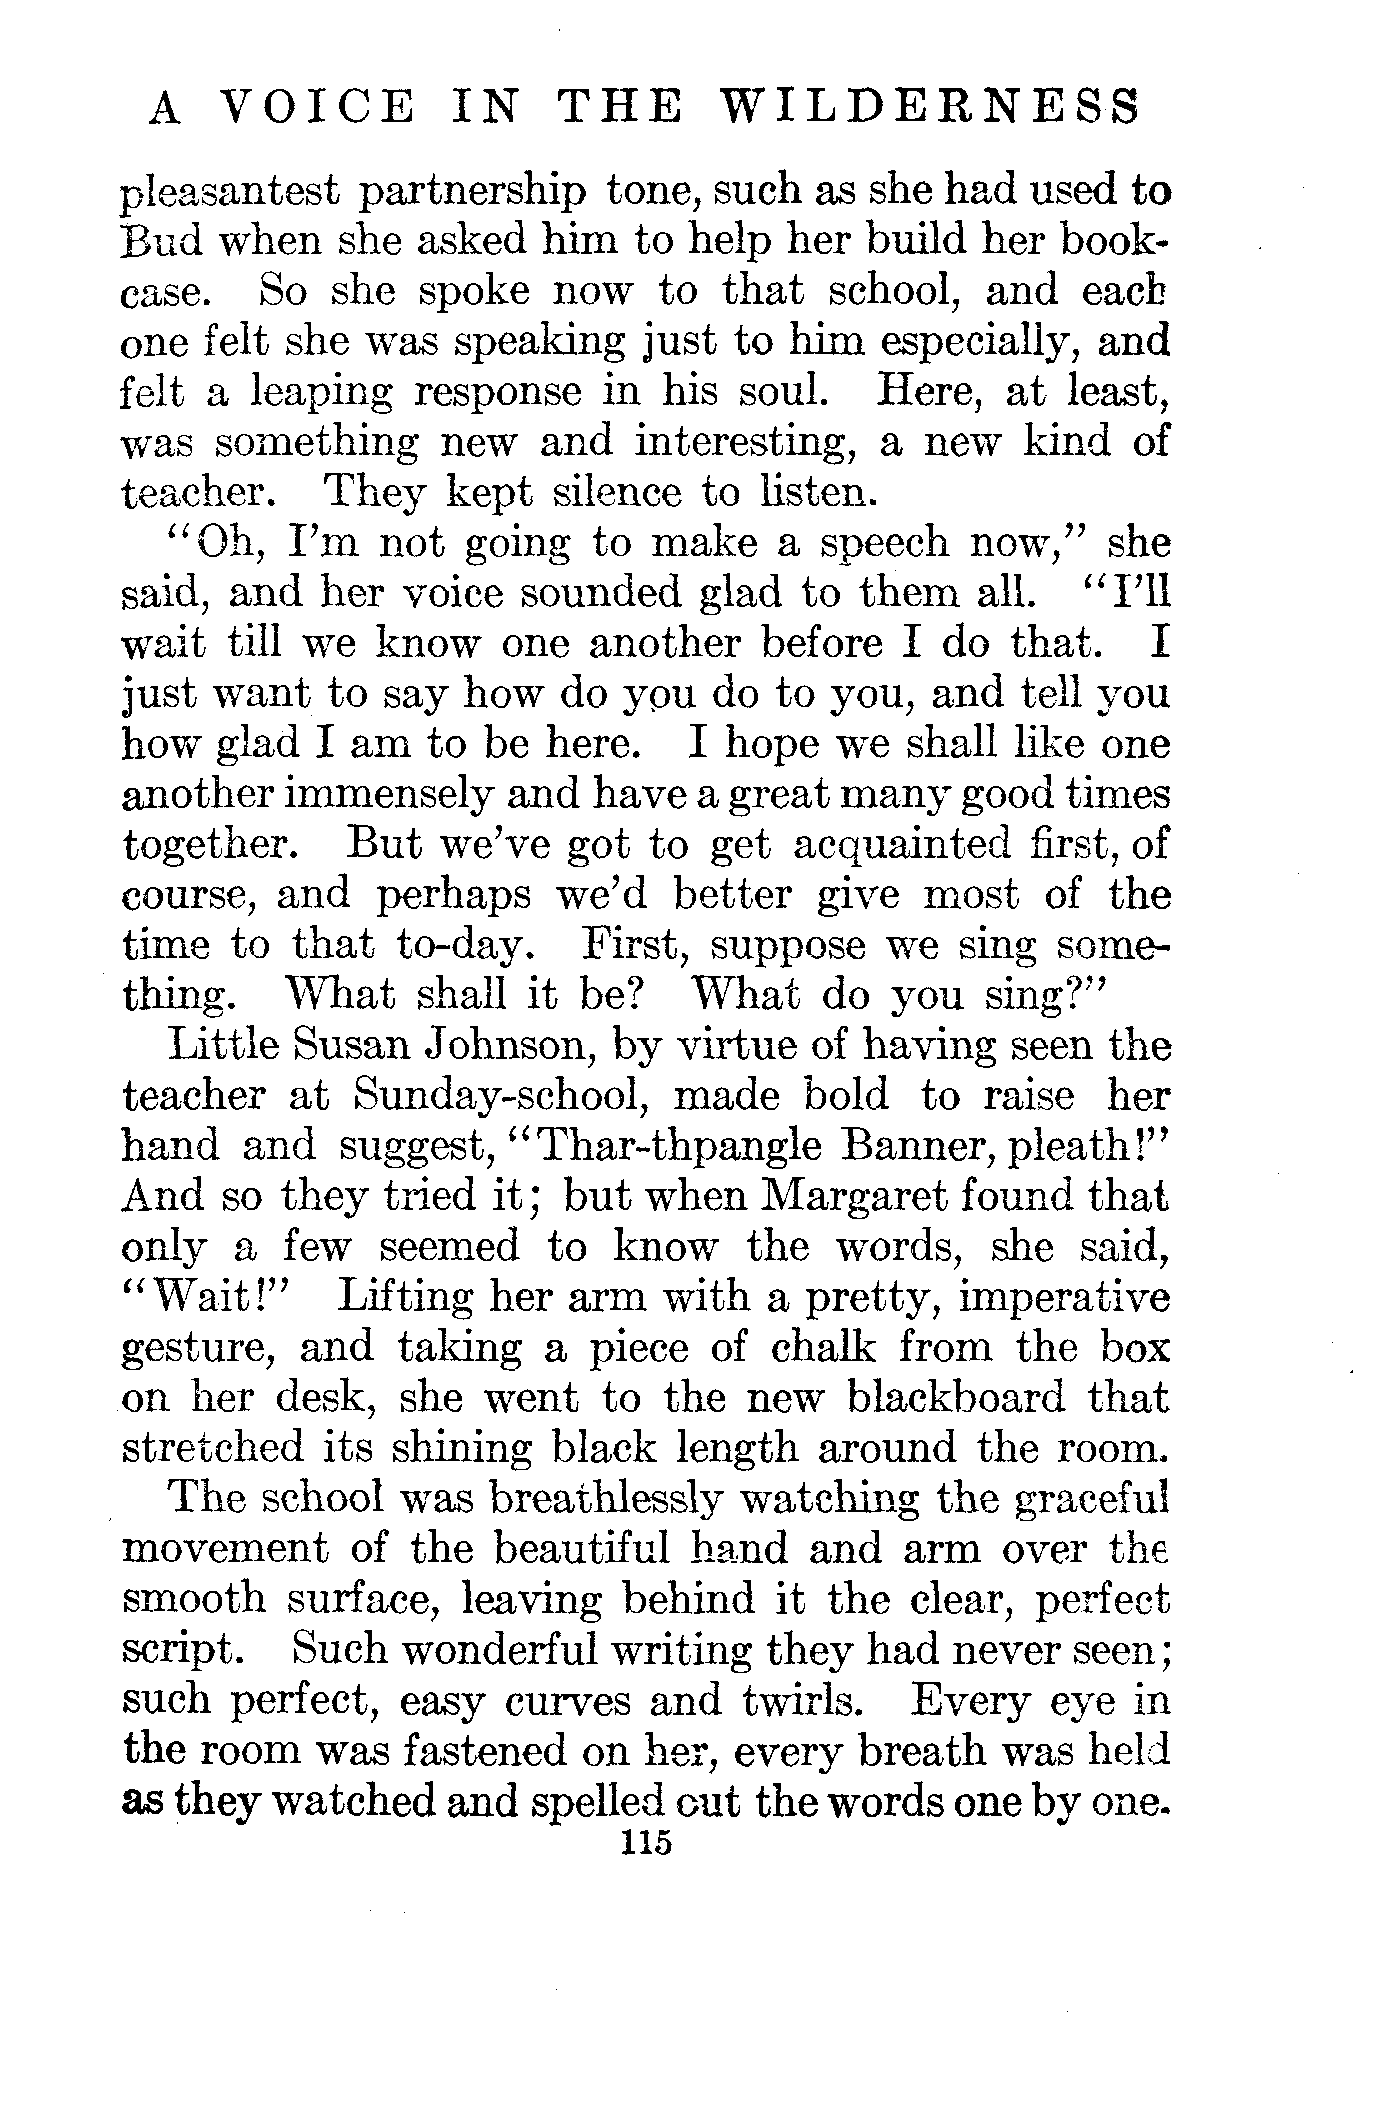 A VOICE IN THE WILDERNESS
pleasantest partnership tone, such as she had used to
Bud when she asked him to help her build her book-
case. So she spoke now to that school, and each
one felt she was speaking just to him especially, and
felt a leaping response in his soul. Here, at least,
was something new and interesting, a new kind of
teacher. They kept silence to listen.
“Oh, I’m not going to make a speech now,” she
said, and her voice sounded glad to them all. “I’ll
wait till we know one another before I do that. I
just want to say how do you do to you, and tell you
how glad I am to be here. I hope we shall like one
another immensely and have a great many good times
together. But we’ve got to get acquainted first, of
course, and perhaps we’d better give most of the
time to that to-day. First, suppose we sing some-
thing. What shall it be? What do you sing?”
Little Susan Johnson, by virtue of having seen the
teacher at Sunday-school, made bold to raise her
hand and suggest, “Thar-thpangle Banner, pleath!”
And so they tried it; but when Margaret found that
only a few seemed to know the words, she said,
“Wait!” Lifting her arm with a pretty, imperative
gesture, and taking a piece of chalk from the box
on her desk, she went to the new blackboard that
stretched its shining black length around the room.
The school was breathlessly watching the graceful
movement of the beautiful hand and arm over the
smooth surface, leaving behind it the clear, perfect
script. Such wonderful writing they had never seen;
such perfect, easy curves and twirls. Every eye in
the room was fastened on her, every breath was held
as they watched and spelled out the words one by one.
115